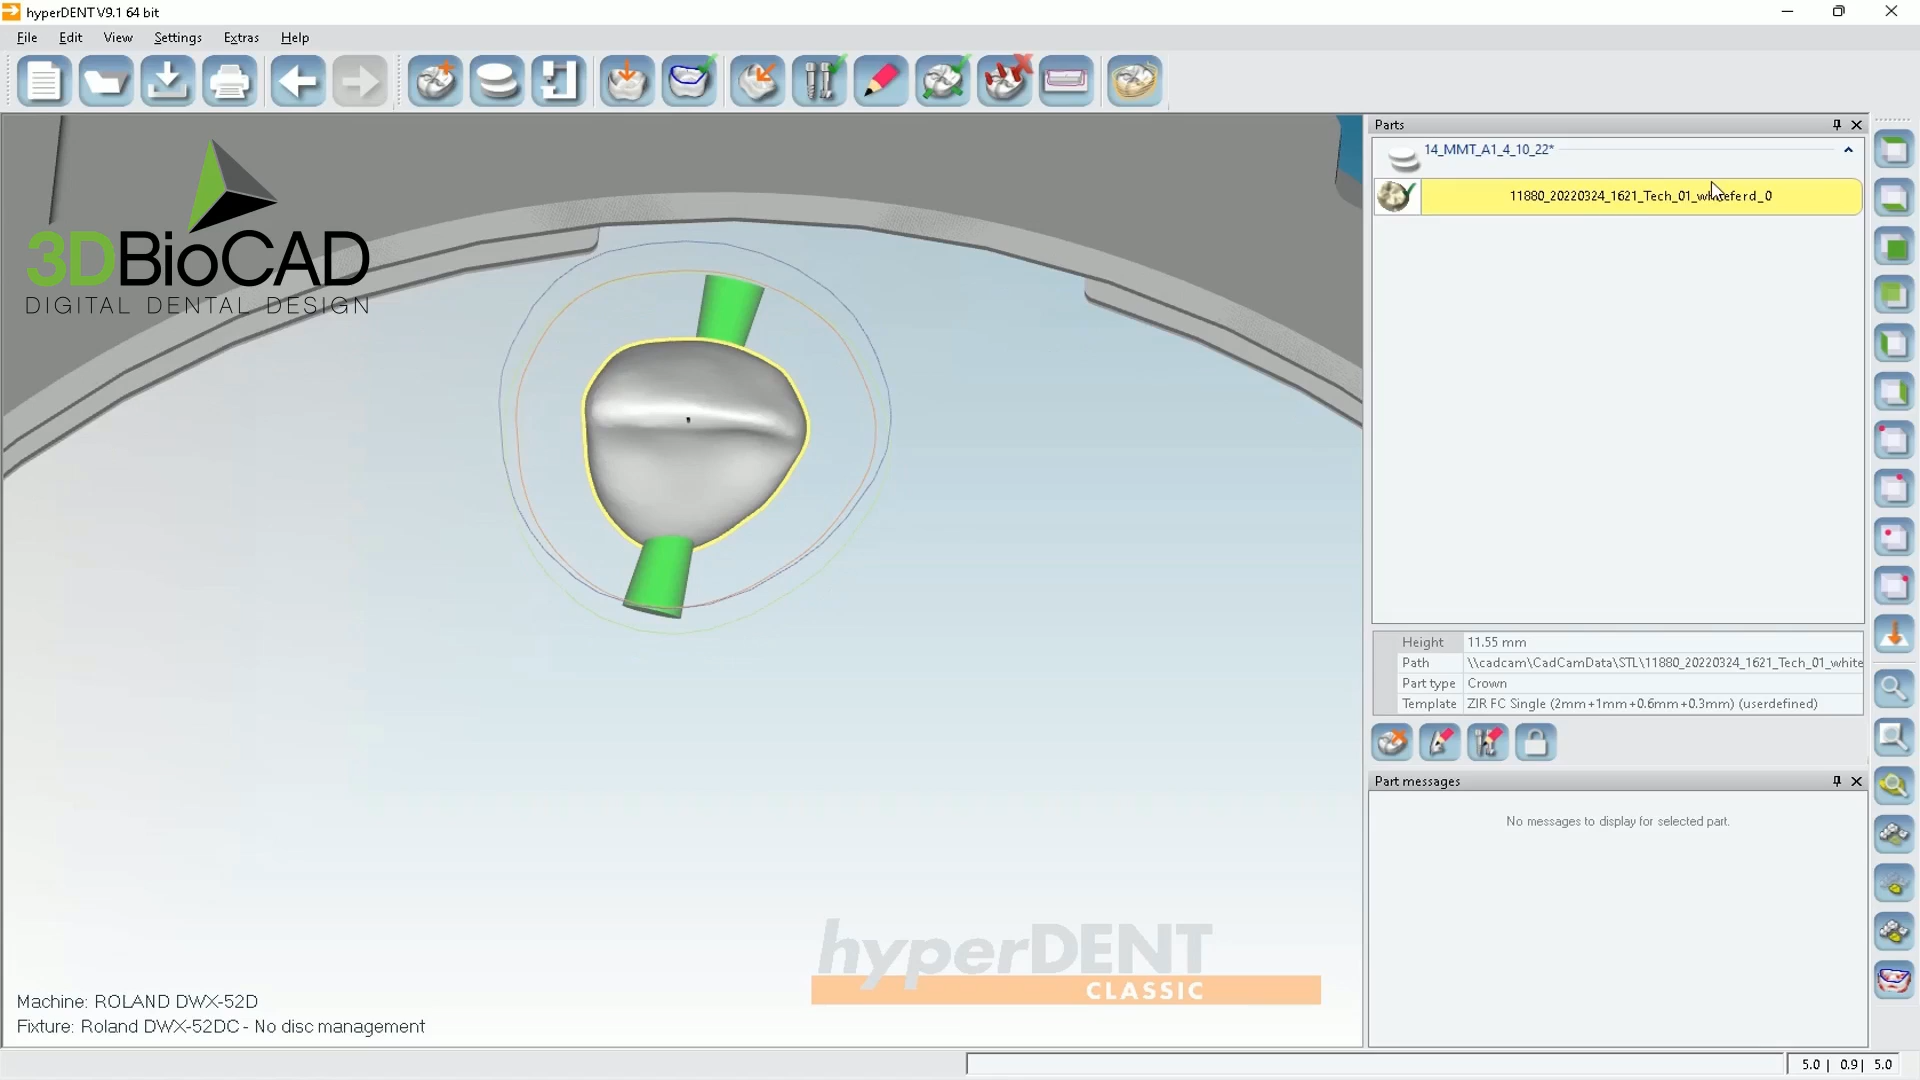 hyperDENT V9.1 64 bit
File Edit View Settings Extras Help
Parts
14_MMT_A1_4_10_22*
11880_20220324_1621_Tech_01_whiteferd_0
3DBioCAD
DIGITAL DENTAL DESIGN
Height 11.55 mm
Path \\cadcam\CadCamData\STL\11880_20220324_1621_Tech_01_white
Part type Crown
Template ZIR FC Single (2mm+1mm+0.6mm+0.3mm) (userdefined)
Part messages
No messages to display for selected part.
hyperDENT
CLASSIC
Machine: ROLAND DWX-52D
Fixture: Roland DWX-52DC - No disc management
5.0 | 0.9 | 5.0